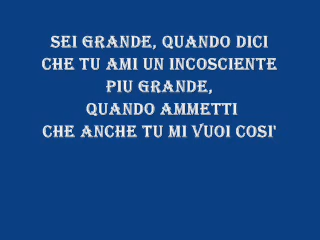 SEI GRANDE, QUANDO DICI
CHE TU AMI UN INCOSCIENTE
PIU GRANDE,
QUANDO AMMETTI
CHE ANCHE TU MI VUOI COSI'